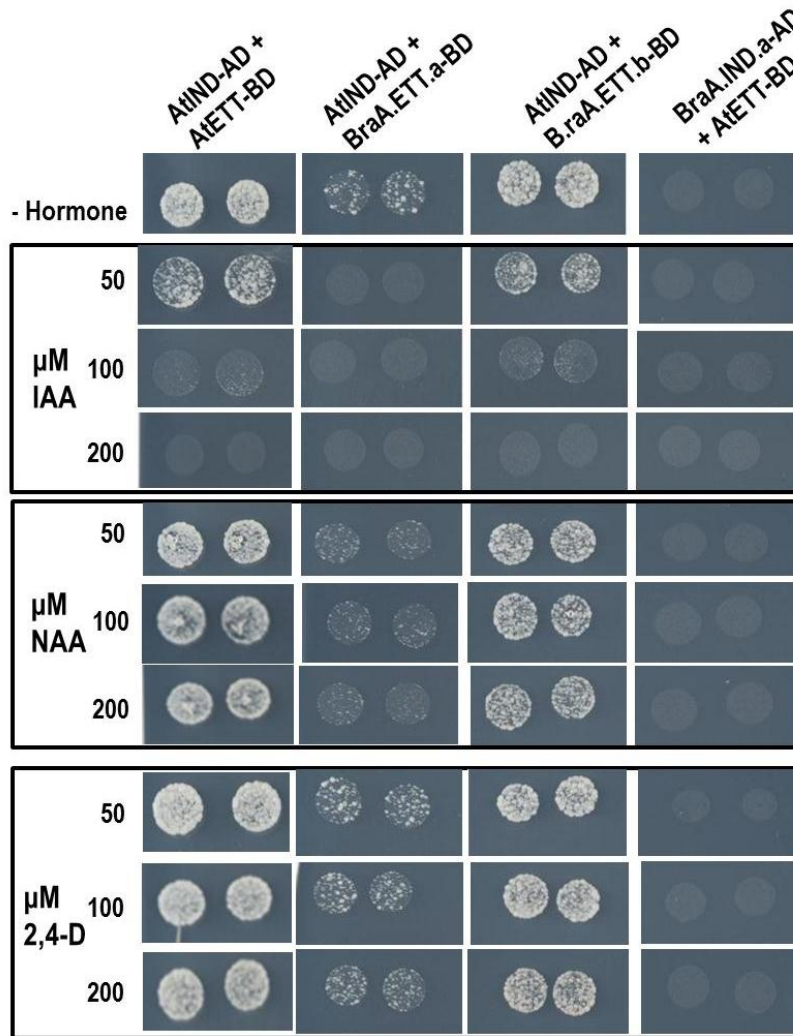 AtIND-AD +
AtETT-BD
AtIND-AD +
BraA.ETT.a-BD
AtIND-AD +
B.raA.ETT.b-BD
BraA.IND.a-AD
+ AtETT-BD
- Hormone
50
µM
100
IAA
200
50
µM
100
NAA
200
50
µM
100
2,4-D
200